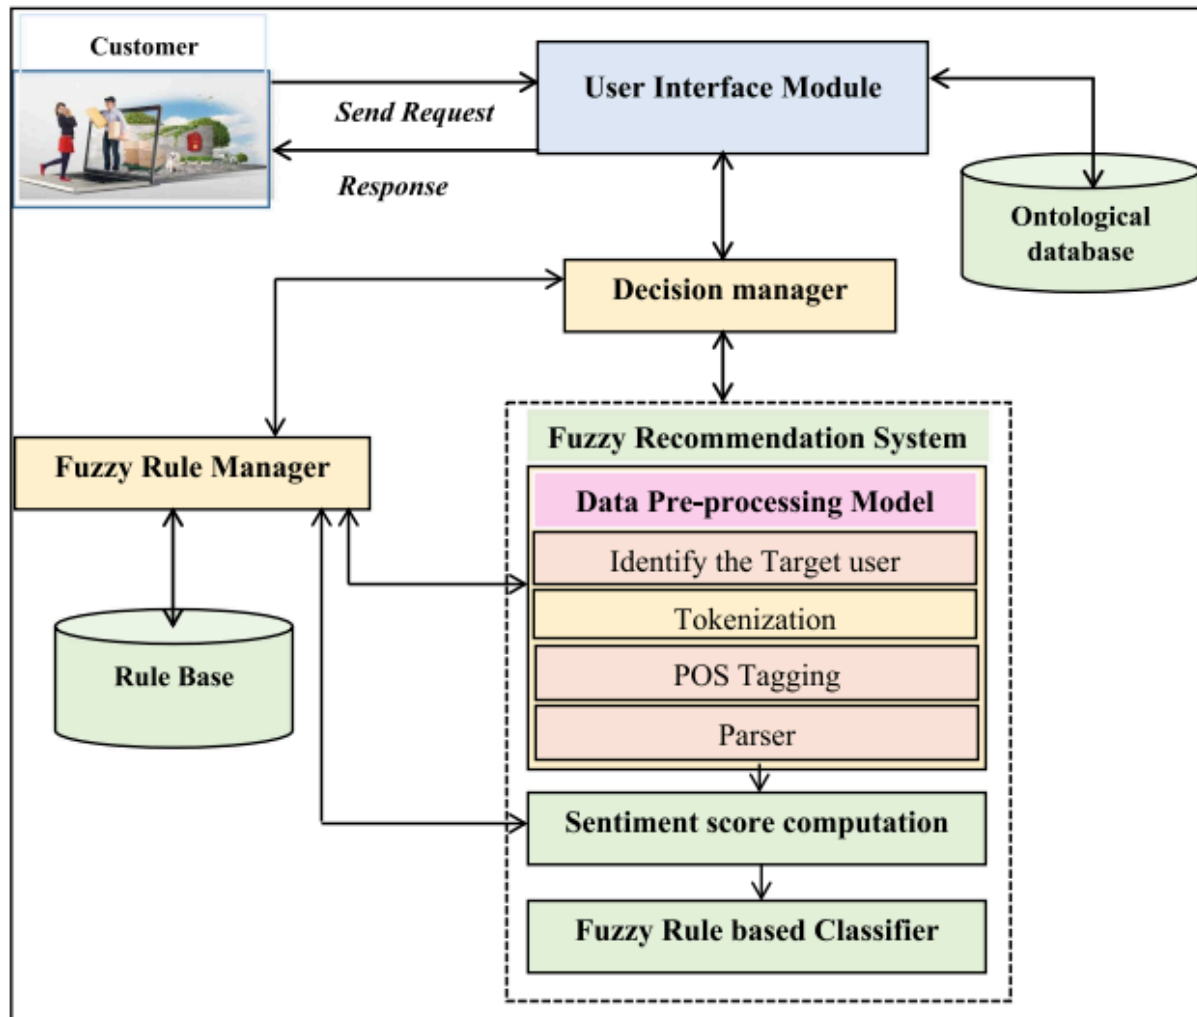 Customer
User Interface Module
Send Request
Response
Ontological
database
Decision manager
Fuzzy Recommendation System
Fuzzy Rule Manager
Data Pre-processing Model
Identify the Target user
Tokenization
POS Tagging
Rule Base
Parser
Sentiment score computation
Fuzzy Rule based Classifier